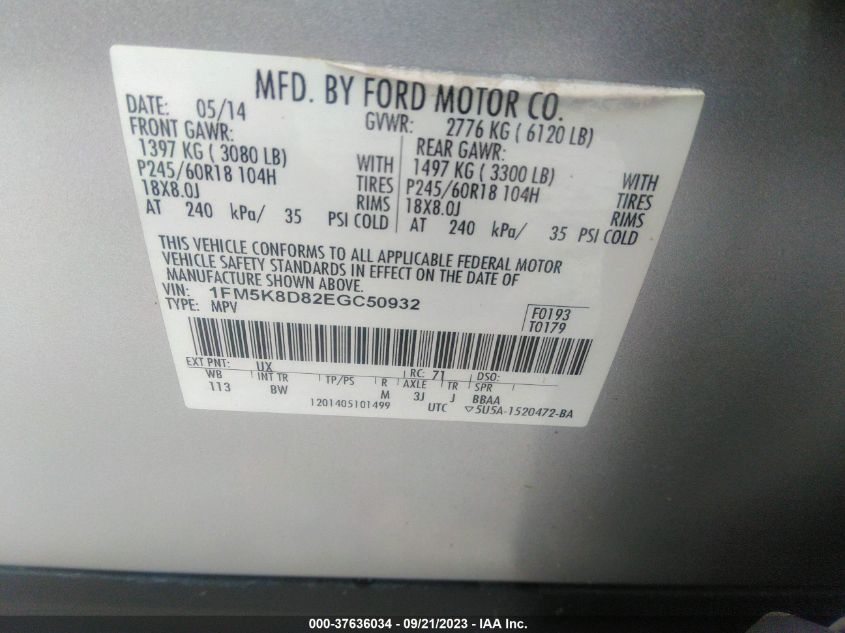 MFD. BY FORD MOTOR CO.
DATE: 05/14 GVWR: 2776 KG ( 6120 LB)
FRONT GAWR: REAR GAWR:
1397 KG ( 3080 LB) WITH 1497 KG ( 3300 LB) WITH
P245/60R18 104H TIRES P245/60R18 104H TIRES
18X8.0J RIMS 18X8.0J RIMS
AT 240 kPa/ 35 PSI COLD AT 240 kPa/ 35 PSI COLD
THIS VEHICLE CONFORMS TO ALL APPLICABLE FEDERAL MOTOR
VEHICLE SAFETY STANDARDS IN EFFECT ON THE DATE OF
MANUFACTURE SHOWN ABOVE.
VIN: 1FM5K8D82EGC50932
TYPE: MPV
F0193
T0179
EXT PNT: UX RC: 71 DSO:
WB INT TR TP/PS R AXLE TR SPR
113 BW M 3J J BBAA
1201405101499 UTC ▽5U5A-1520472-BA
000-37636034 - 09/21/2023 - IAA Inc.